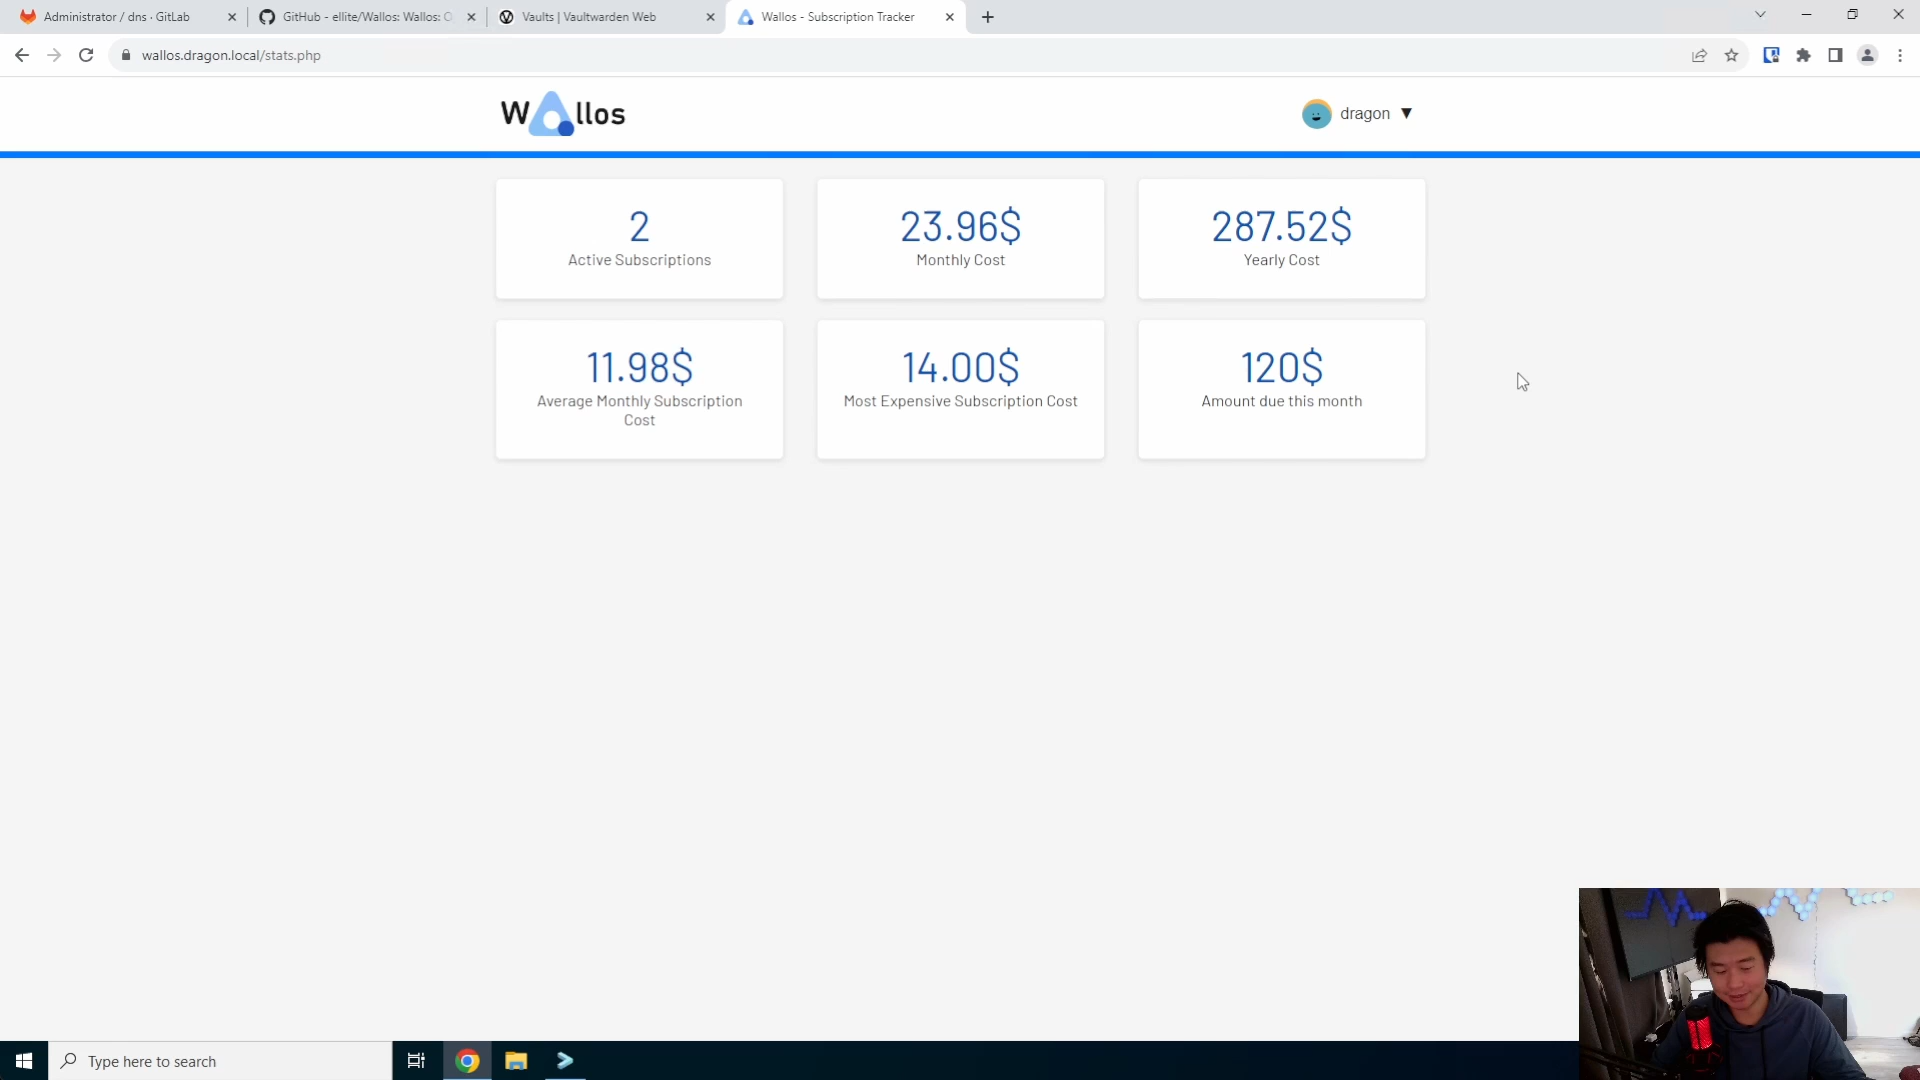 Administrator / dns · GitLab
GitHub - ellite/Wallos: Wallos:
Vaults | Vaultwarden Web
Wallos - Subscription Tracker
wallos.dragon.local/stats.php
Wallos
dragon ▼
2
Active Subscriptions
23.96$
Monthly Cost
287.52$
Yearly Cost
11.98$
Average Monthly Subscription
Cost
14.00$
Most Expensive Subscription Cost
120$
Amount due this month
Type here to search